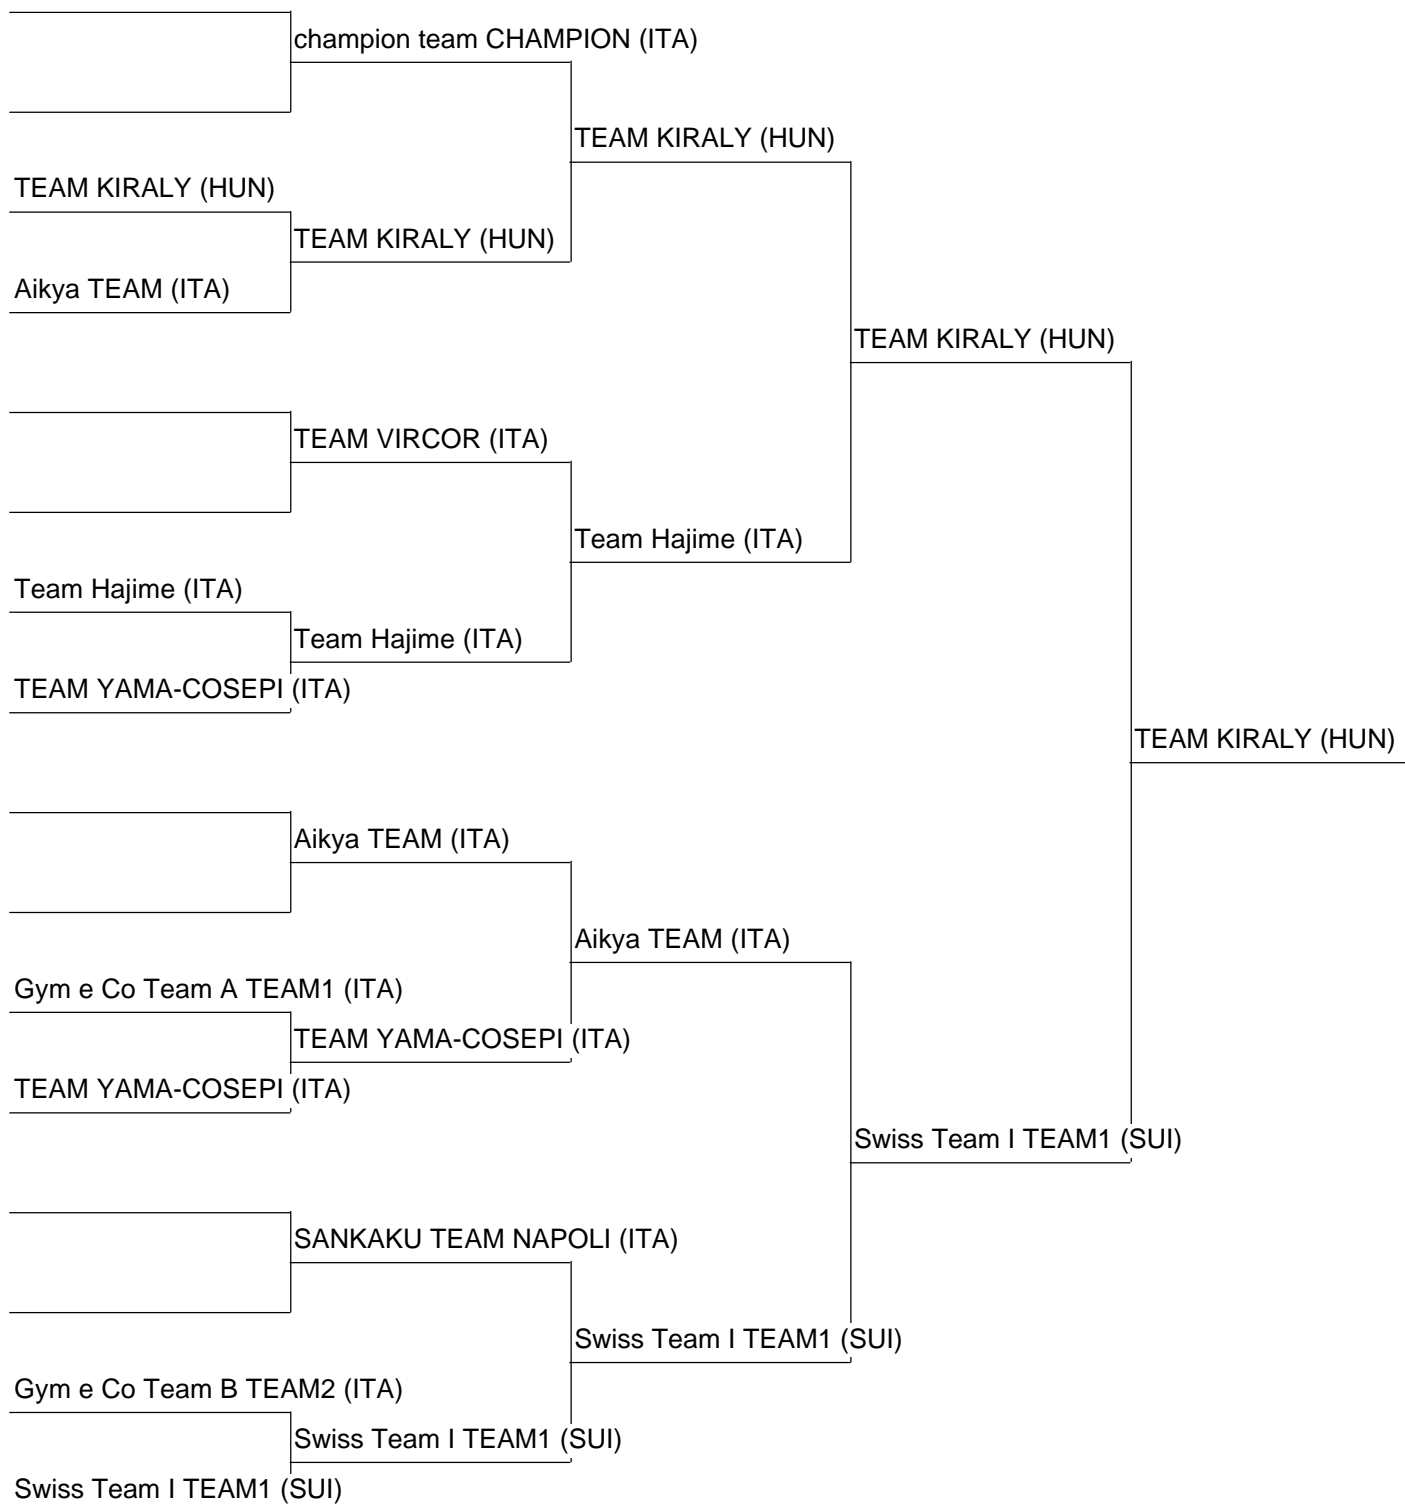 champion team CHAMPION (ITA)
TEAM KIRALY (HUN)
TEAM KIRALY (HUN)
TEAM KIRALY (HUN)
Aikya TEAM (ITA)
TEAM KIRALY (HUN)
TEAM VIRCOR (ITA)
Team Hajime (ITA)
Team Hajime (ITA)
Team Hajime (ITA)
TEAM YAMA-COSEPI (ITA)
TEAM KIRALY (HUN)
Aikya TEAM (ITA)
Aikya TEAM (ITA)
Gym e Co Team A TEAM1 (ITA)
TEAM YAMA-COSEPI (ITA)
TEAM YAMA-COSEPI (ITA)
Swiss Team I TEAM1 (SUI)
SANKAKU TEAM NAPOLI (ITA)
Swiss Team I TEAM1 (SUI)
Gym e Co Team B TEAM2 (ITA)
Swiss Team I TEAM1 (SUI)
Swiss Team I TEAM1 (SUI)